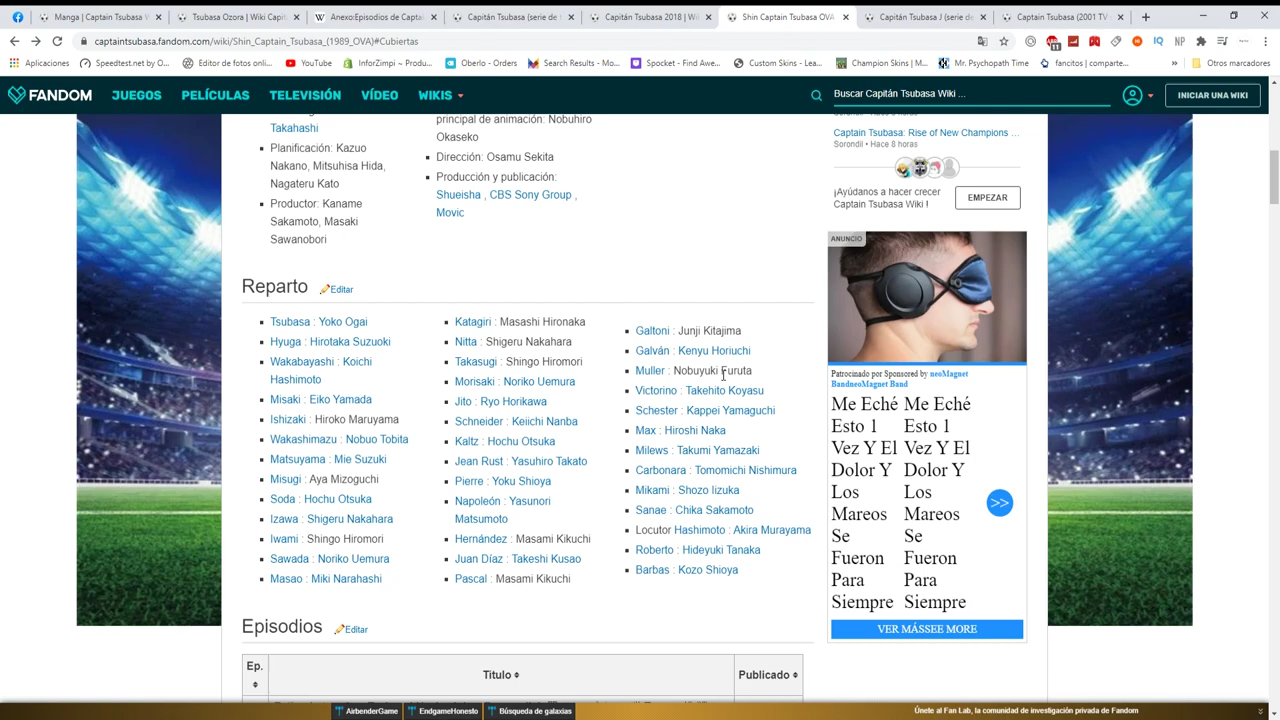 Manga | Captain Tsubasa W
Tsubasa Ozora | Wiki Capit
Anexo:Episodios de Capta
Capitán Tsubasa (serie de t
Capitán Tsubasa 2018 | Wi
Shin Captain Tsubasa OVA
Capitán Tsubasa J (serie de
Captain Tsubasa (2001 TV
captaintsubasa.fandom.com/wiki/Shin_Captain_Tsubasa_(1989_OVA)#Cubiertas
Aplicaciones
Speedtest.net by O...
Editor de fotos onli...
YouTube
InforZimpi - Produ...
Oberlo - Orders
Search Results - Mo...
Spocket - Find Awe...
Custom Skins - Lea...
Champion Skins | M...
Mr. Psychopath Time
fancitos | comparte...
Otros marcadores
FANDOM
JUEGOS
PELÍCULAS
TELEVISIÓN
VÍDEO
WIKIS
Buscar Capitán Tsubasa Wiki ...
INICIAR UNA WIKI
Takahashi
Planificación: Kazuo
Nakano, Mitsuhisa Hida,
Nagateru Kato
Productor: Kaname
Sakamoto, Masaki
Sawanobori
principal de animación: Nobuhiro
Okaseko
Dirección: Osamu Sekita
Producción y publicación:
Shueisha , CBS Sony Group ,
Movic
Reparto
Editar
Tsubasa : Yoko Ogai
Hyuga : Hirotaka Suzuoki
Wakabayashi : Koichi
Hashimoto
Misaki : Eiko Yamada
Ishizaki : Hiroko Maruyama
Wakashimazu : Nobuo Tobita
Matsuyama : Mie Suzuki
Misugi : Aya Mizoguchi
Soda : Hochu Otsuka
Izawa : Shigeru Nakahara
Iwami : Shingo Hiromori
Sawada : Noriko Uemura
Masao : Miki Narahashi
Katagiri : Masashi Hironaka
Nitta : Shigeru Nakahara
Takasugi : Shingo Hiromori
Morisaki : Noriko Uemura
Jito : Ryo Horikawa
Schneider : Keiichi Nanba
Kaltz : Hochu Otsuka
Jean Rust : Yasuhiro Takato
Pierre : Yoku Shioya
Napoleón : Yasunori
Matsumoto
Hernández : Masami Kikuchi
Juan Díaz : Takeshi Kusao
Pascal : Masami Kikuchi
Galtoni : Junji Kitajima
Galván : Kenyu Horiuchi
Muller : Nobuyuki Furuta
Victorino : Takehito Koyasu
Schester : Kappei Yamaguchi
Max : Hiroshi Naka
Milews : Takumi Yamazaki
Carbonara : Tomomichi Nishimura
Mikami : Shozo Iizuka
Sanae : Chika Sakamoto
Locutor Hashimoto : Akira Murayama
Roberto : Hideyuki Tanaka
Barbas : Kozo Shioya
Episodios
Editar
Ep.
Titulo
Publicado
Captain Tsubasa: Rise of New Champions ...
Sorondil • Hace 8 horas
¡Ayúdanos a hacer crecer
Captain Tsubasa Wiki !
EMPEZAR
ANUNCIO
Patrocinado por Sponsored by neoMagnet
BandneoMagnet Band
Me Eché Me Eché
Esto 1 Esto 1
Vez Y El Vez Y El
Dolor Y Dolor Y
Los Los
Mareos Mareos
Se Se
Fueron Fueron
Para Para
Siempre Siempre
>>
VER MÁSSEE MORE
AirbenderGame
EndgameHonesto
Búsqueda de galaxias
Únete al Fan Lab, la comunidad de investigación privada de Fandom